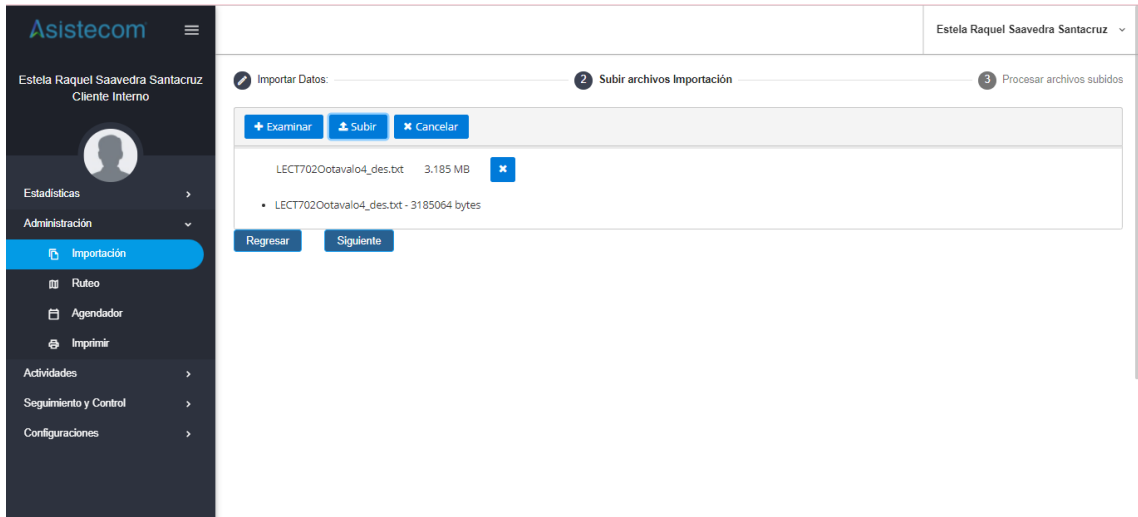 Asistecom
Estela Raquel Saavedra Santacruz
Estela Raquel Saavedra Santacruz
Cliente Interno
Estadísticas
Administración
Importación
Ruteo
Agendador
Imprimir
Actividades
Seguimiento y Control
Configuraciones
Importar Datos:
2 Subir archivos Importación
3 Procesar archivos subidos
Examinar Subir Cancelar
LECT702Ootavalo4_des.txt 3.185 MB
• LECT702Ootavalo4_des.txt - 3185064 bytes
Regresar Siguiente